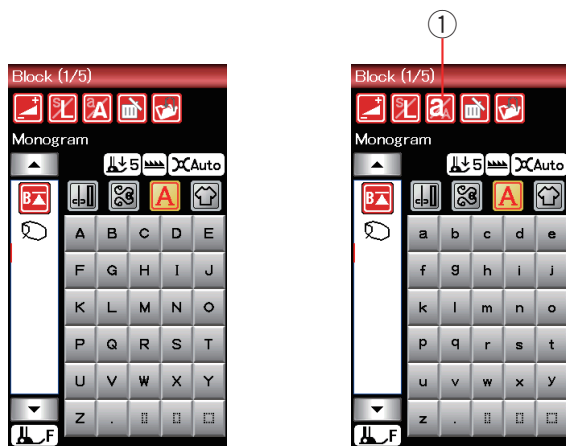 1
Block (1/5)
S L a A
Monogram
5 Auto
B A
A B C D E
F G H I J
K L M N O
P Q R S T
U V W X Y
Z .
F
Block (1/5)
S L a A
Monogram
5 Auto
B A
a b c d e
f g h i j
k l m n o
p q r s t
u v w x y
z .
F